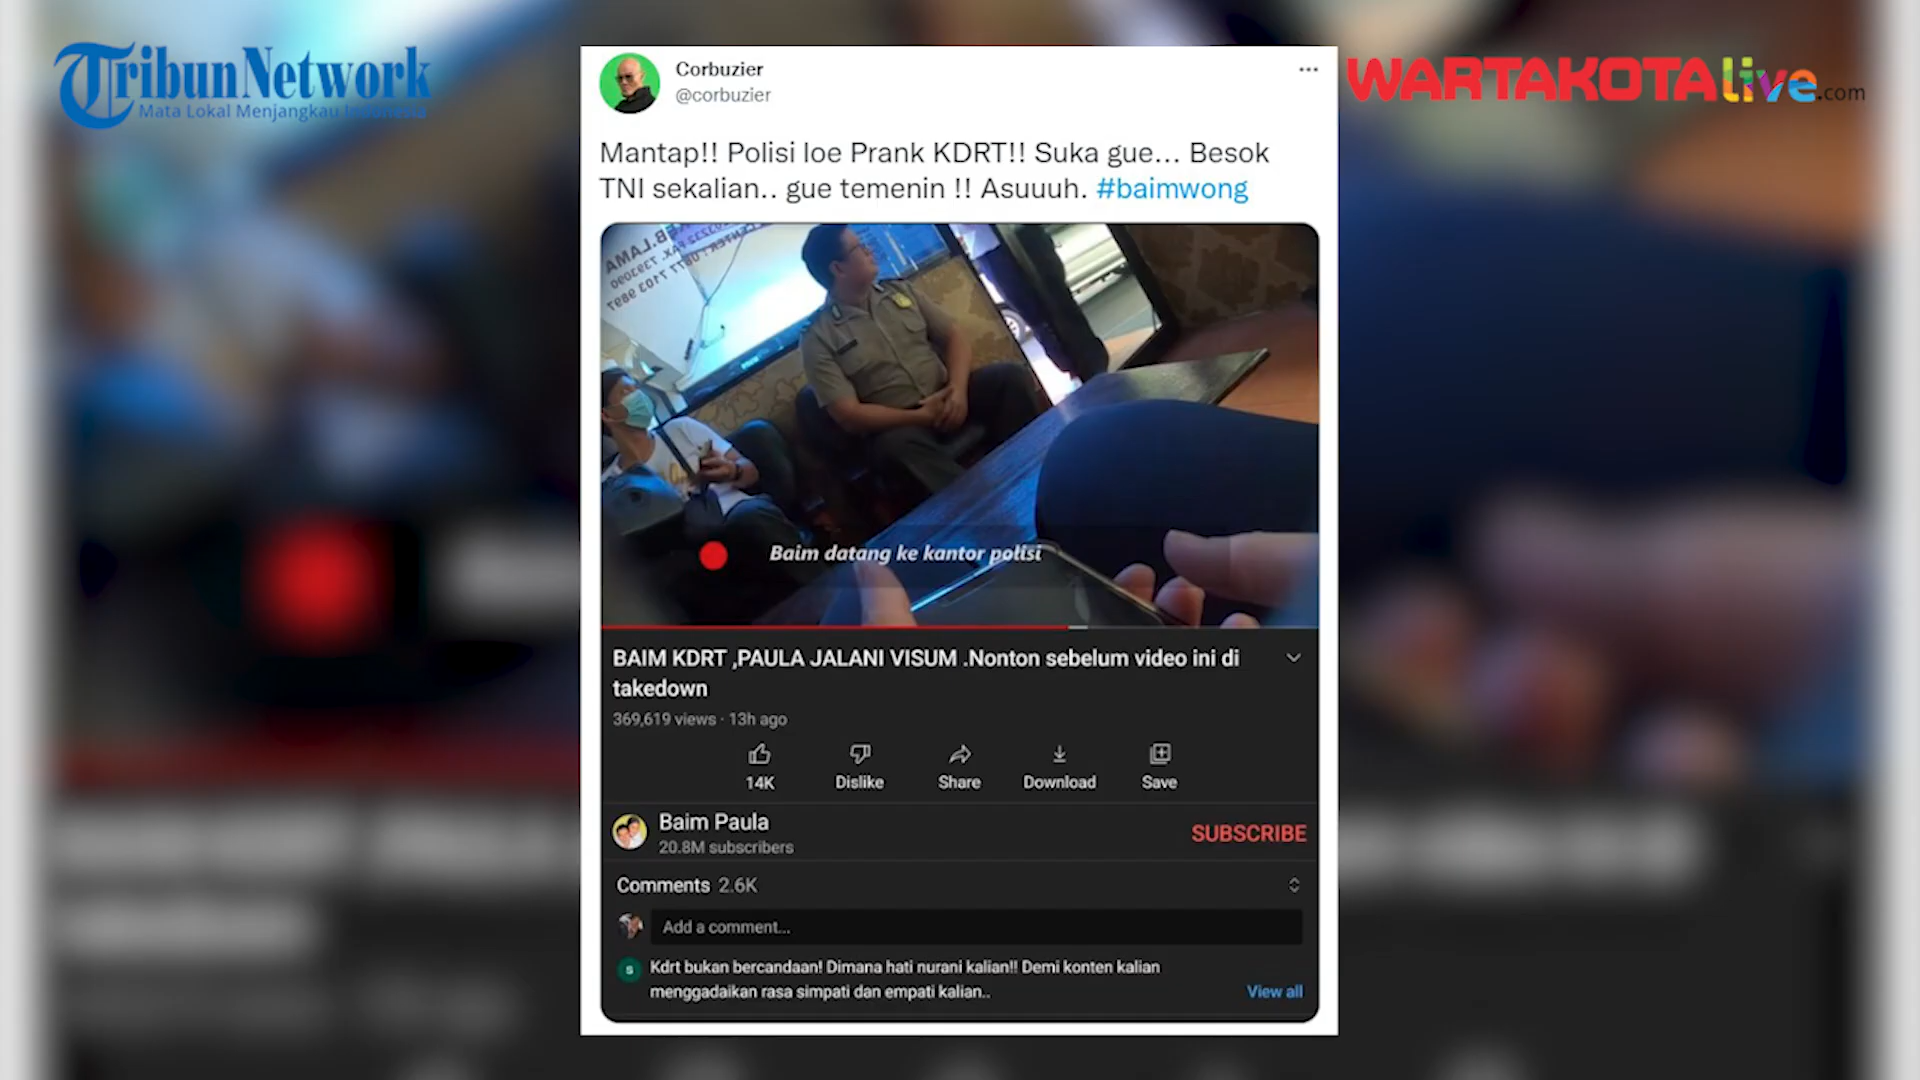 Tribun Network
Mata Lokal Menjangkau Indonesia
WARTAKOTAlive.com
Corbuzier
@corbuzier
Mantap!! Polisi loe Prank KDRT!! Suka gue... Besok
TNI sekalian.. gue temenin !! Asuuuh. #baimwong
Baim datang ke kantor polisi
BAIM KDRT ,PAULA JALANI VISUM .Nonton sebelum video ini di
takedown
369,619 views · 13h ago
14K
Dislike
Share
Download
Save
Baim Paula
20.8M subscribers
SUBSCRIBE
Comments 2.6K
Add a comment...
S
Kdrt bukan bercandaan! Dimana hati nurani kalian!! Demi konten kalian
menggadaikan rasa simpati dan empati kalian..
View all